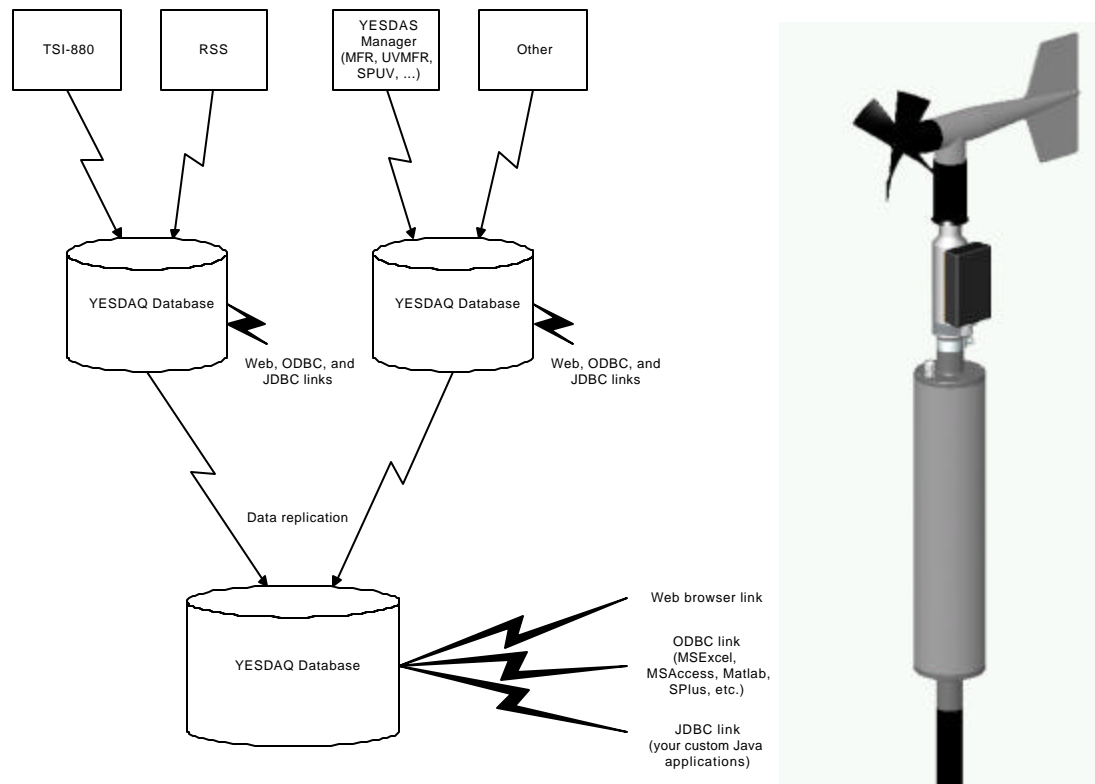 TSI-880
RSS
YESDAS
Manager
(MFR, UVMFR,
SPUV, ...)
Other
YESDAQ Database
YESDAQ Database
Web, ODBC, and
JDBC links
Web, ODBC, and
JDBC links
Data replication
YESDAQ Database
Web browser link
ODBC link
(MSExcel,
MSAccess, Matlab,
SPlus, etc.)
JDBC link
(your custom Java
applications)